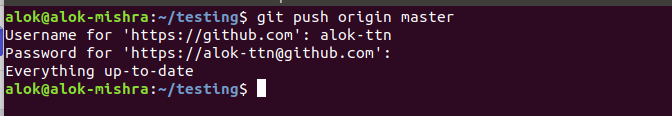 alok@alok-mishra:~/testing$ git push origin master
Username for 'https://github.com': alok-ttn
Password for 'https://alok-ttn@github.com':
Everything up-to-date
alok@alok-mishra:~/testing$